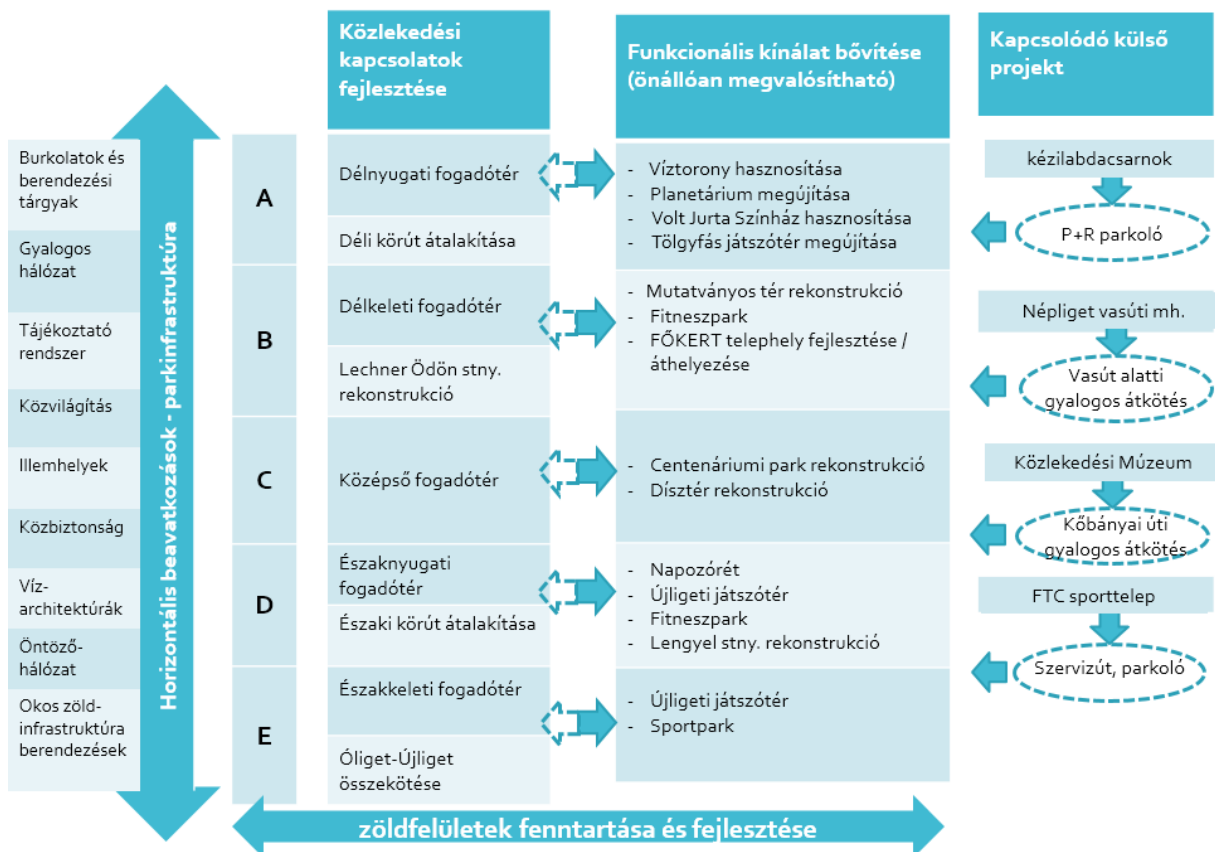 Közlekedési
kapcsolatok
fejlesztése
Funkcionális kínálat bővítése
(önállóan megvalósítható)
Kapcsolódó külső
projekt
Burkolatok és
berendezési
tárgyak
Gyalogos
hálózat
Tájékoztató
rendszer
Közvilágítás
Illemhelyek
Közbiztonság
Víz-
architektúrák
Öntöző-
hálózat
Okos zöld-
infrastruktúra
berendezések
Horizontális beavatkozások - parkinfrastruktúra
A
Délnyugati fogadótér
Déli körút átalakítása
- Víztorony hasznosítása
- Planetárium megújítása
- Volt Jurta Színház hasznosítása
- Tölgyfás játszótér megújítása
B
Délkeleti fogadótér
Lechner Ödön stny.
rekonstrukció
- Mutatványos tér rekonstrukció
- Fitneszpark
- FŐKERT telephely fejlesztése /
áthelyezése
C
Középső fogadótér
- Centenáriumi park rekonstrukció
- Dísztér rekonstrukció
D
Északnyugati
fogadótér
Északi körút átalakítása
- Napozórét
- Újligeti játszótér
- Fitneszpark
- Lengyel stny. rekonstrukció
E
Északkeleti fogadótér
Óliget-Újliget
összekötése
- Újligeti játszótér
- Sportpark
kézilabdacsarnok
P+R parkoló
Népliget vasúti mh.
Vasút alatti
gyalogos átkötés
Közlekedési Múzeum
Kőbányai úti
gyalogos átkötés
FTC sporttelep
Szervizút, parkoló
zöldfelületek fenntartása és fejlesztése